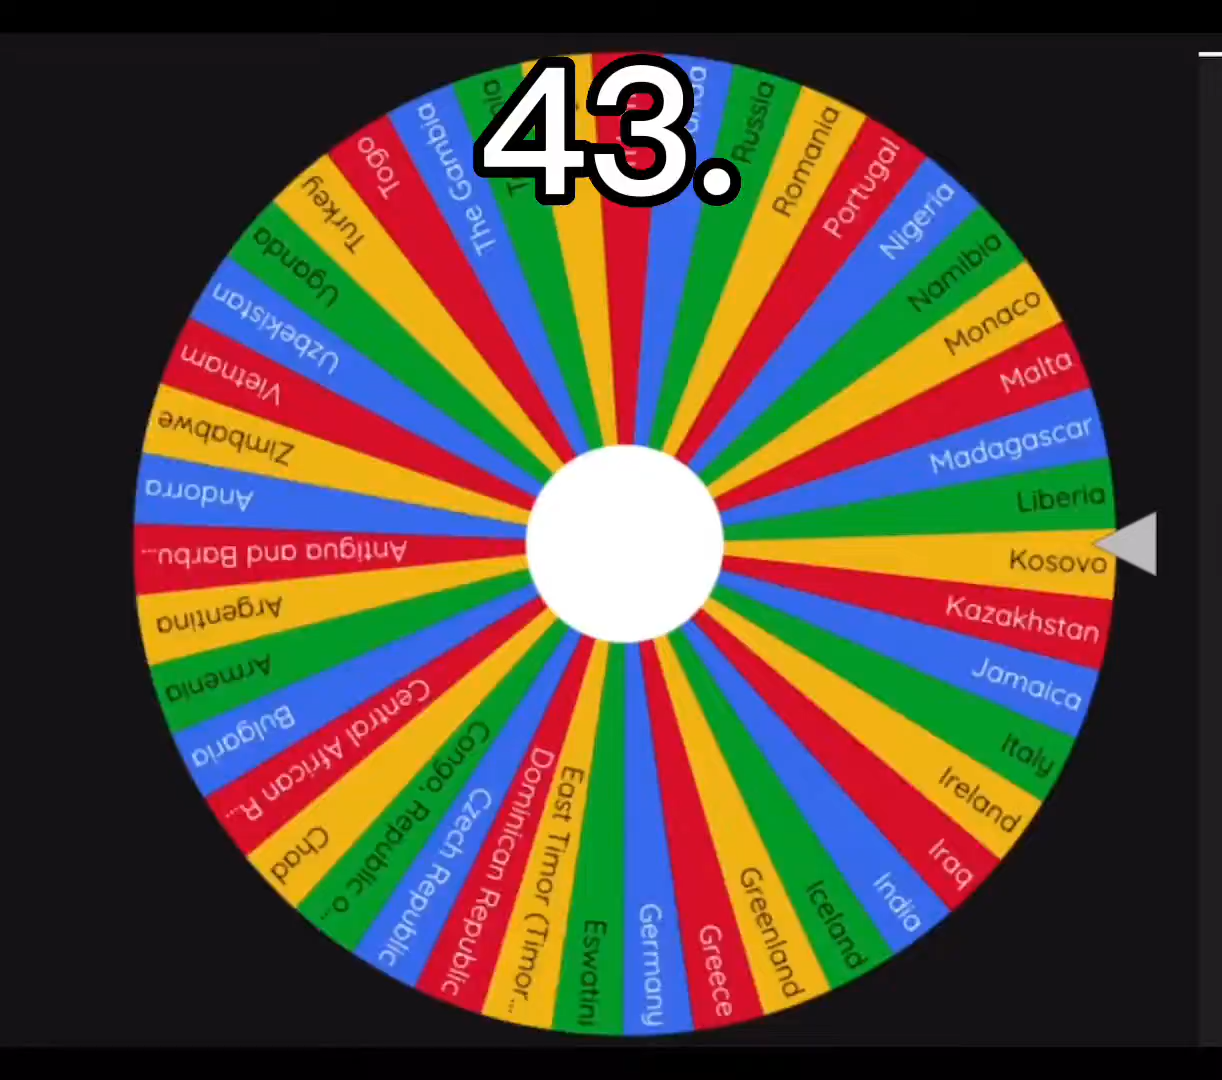 43.
Russia
Romania
Portugal
Nigeria
Namibia
Monaco
Malta
Madagascar
Liberia
Kosovo
Kazakhstan
Jamaica
Italy
Ireland
Iraq
India
Iceland
Greenland
Greece
Germany
Eswatini
East Timor (Timor...
Dominican Republic
Czech Republic
Congo, Republic o...
Chad
Central African R...
Bulgaria
Armenia
Argentina
Antigua and Barbu...
Andorra
Zimbabwe
Vietnam
Uzbekistan
Uganda
Turkey
Togo
The Gambia